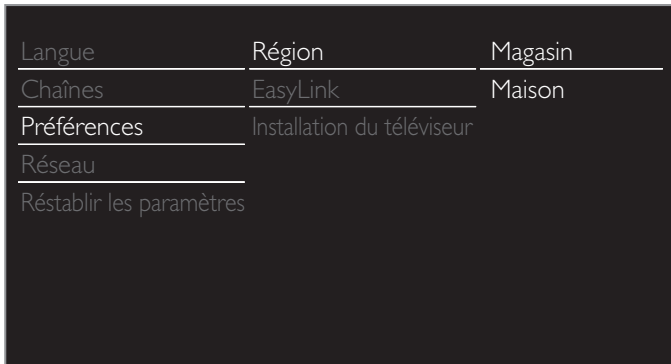 Langue
Chaînes
Préférences
Réseau
Réstablir les paramètres
Région
EasyLink
Installation du téléviseur
Magasin
Maison